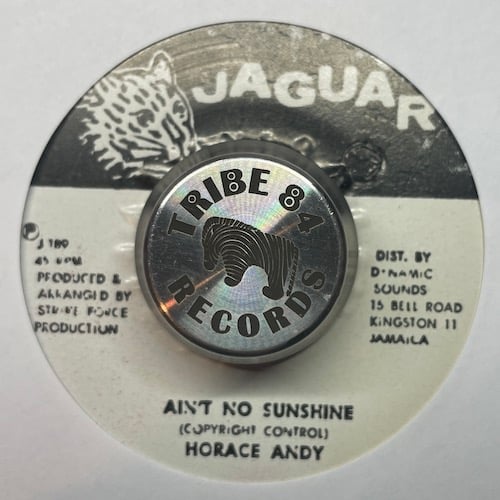 JAGUAR
TRIBE 84
RECORDS
J 189
45 RPM
PRODUCED &
ARRANGED BY
STRIKE FORCE
PRODUCTION
DIST. BY
DYNAMIC
SOUNDS
15 BELL ROAD
KINGSTON 11
JAMAICA
AIN'T NO SUNSHINE
(COPYRIGHT CONTROL)
HORACE ANDY